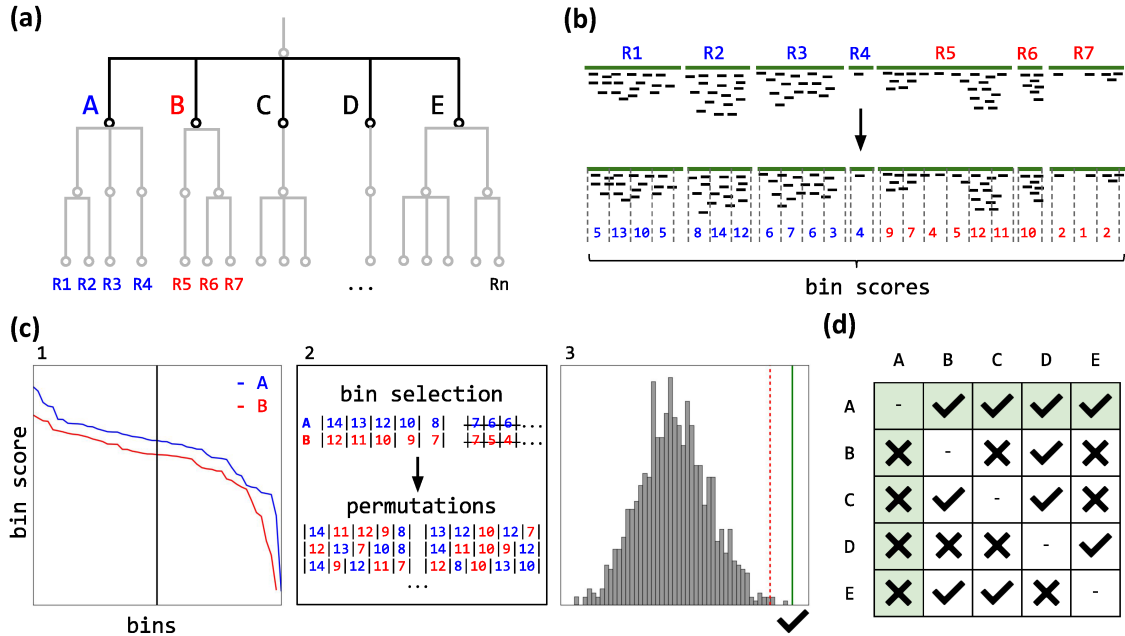 (a)
A B C D E
R1 R2 R3 R4 R5 R6 R7 ... Rn
(b)
R1 R2 R3 R4 R5 R6 R7
5 13 10 5 8 14 12 6 7 6 3 4 9 7 4 5 12 11 10 2 1 2
bin scores
(c)
1
A
B
bin score
bins
2
bin selection
A |14|13|12|10| 8| 7|6|6|...
B |12|11|10| 9| 7| 7|5|4|...
permutations
|14|11|12|9|8| |13|12|10|12|7|
|12|13|7|10|8| |14|11|10|9|12|
|14|9|12|11|7| |12|8|10|13|10|
...
3
(d)
A B C D E
A -
B -
C -
D -
E -